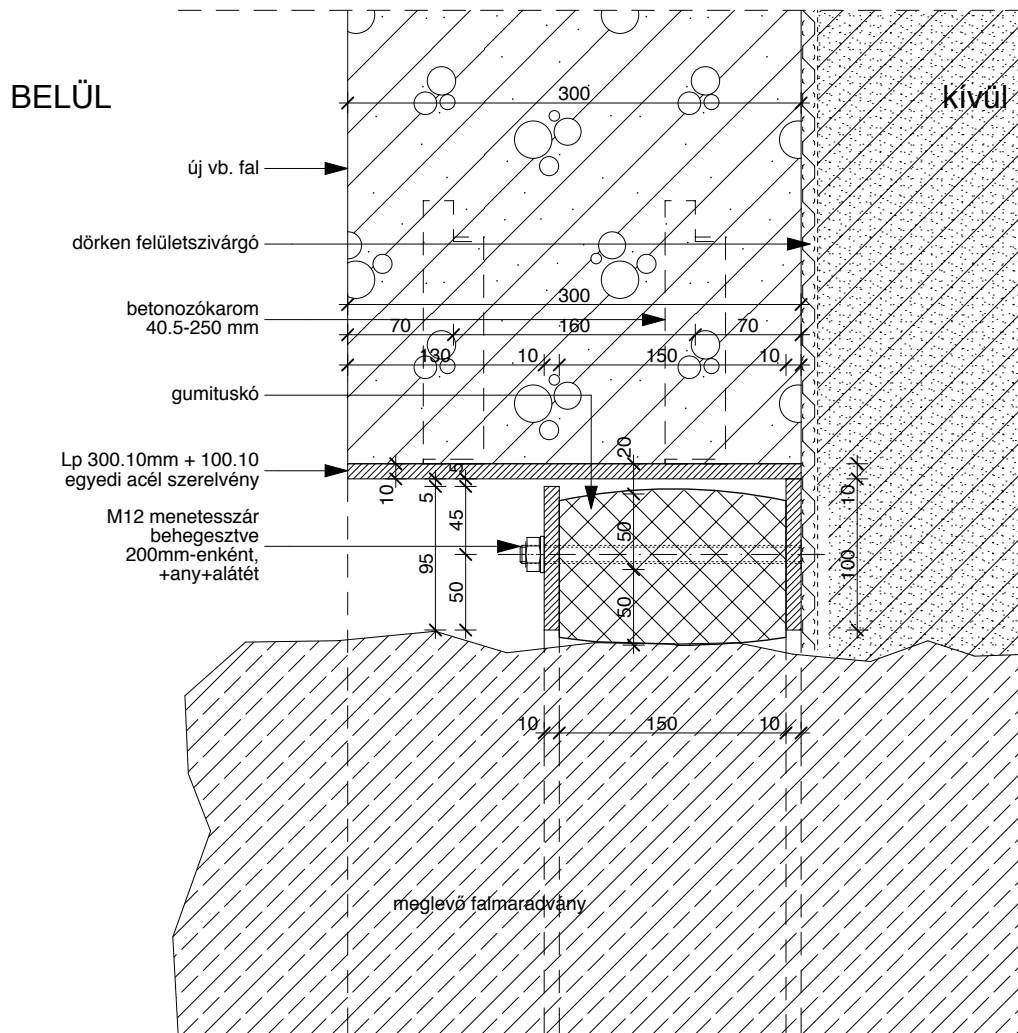 BELÜL
kívül
300
új vb. fal
dörken felületszivárgó
300
betonozókarom
40.5-250 mm
70
160
70
130
10
150
10
gumituskó
20
Lp 300.10mm + 100.10
egyedi acél szerelvény
5
10
5
10
M12 menetesszár
behegesztve
200mm-enként,
+any+alátét
45
50
95
100
50
50
10
150
10
meglevő falmaradvány